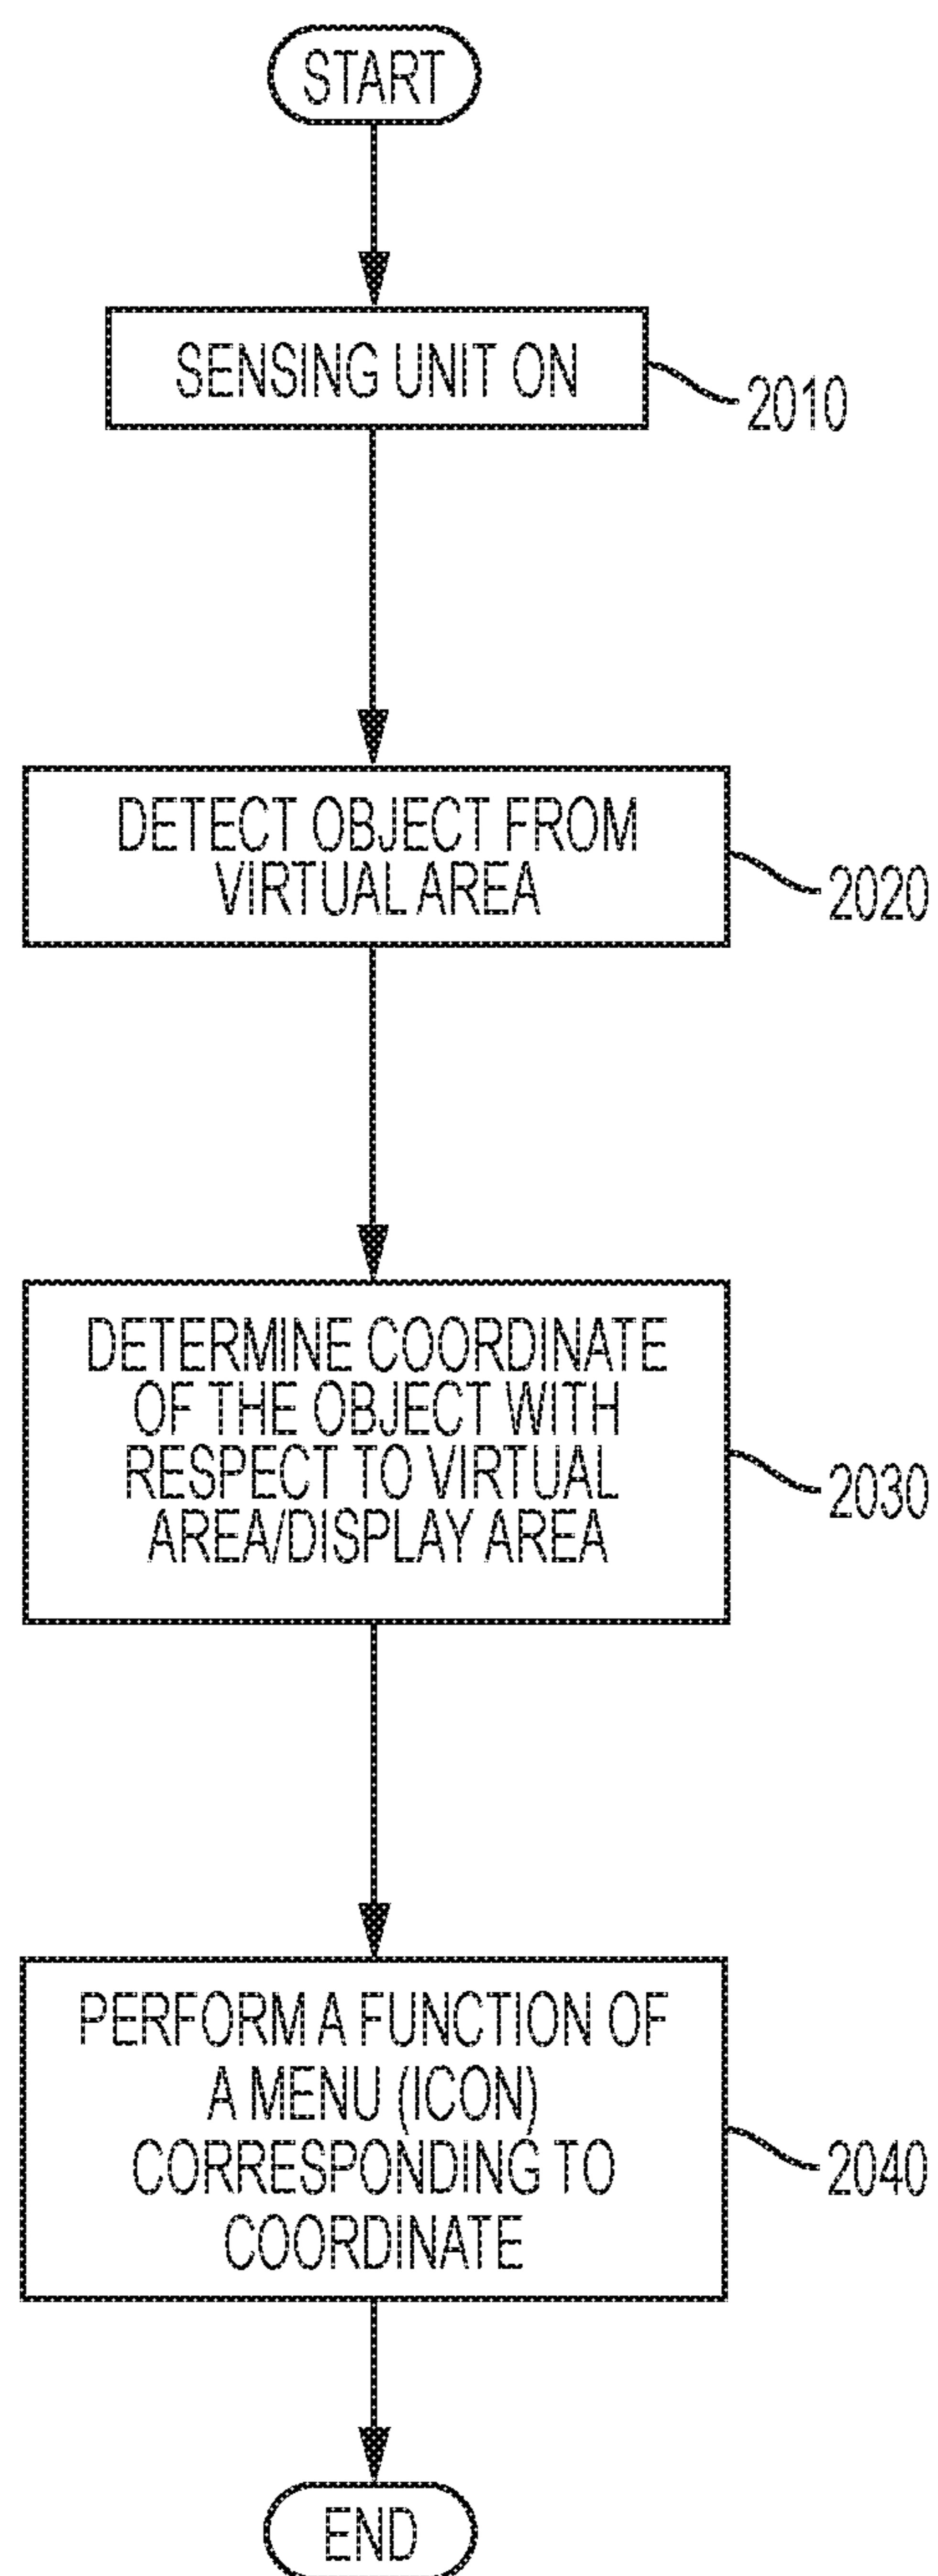 START
SENSING UNIT ON
2010
DETECT OBJECT FROM
VIRTUAL AREA
2020
DETERMINE COORDINATE
OF THE OBJECT WITH
RESPECT TO VIRTUAL
AREA/DISPLAY AREA
2030
PERFORM A FUNCTION OF
A MENU (ICON)
CORRESPONDING TO
COORDINATE
2040
END